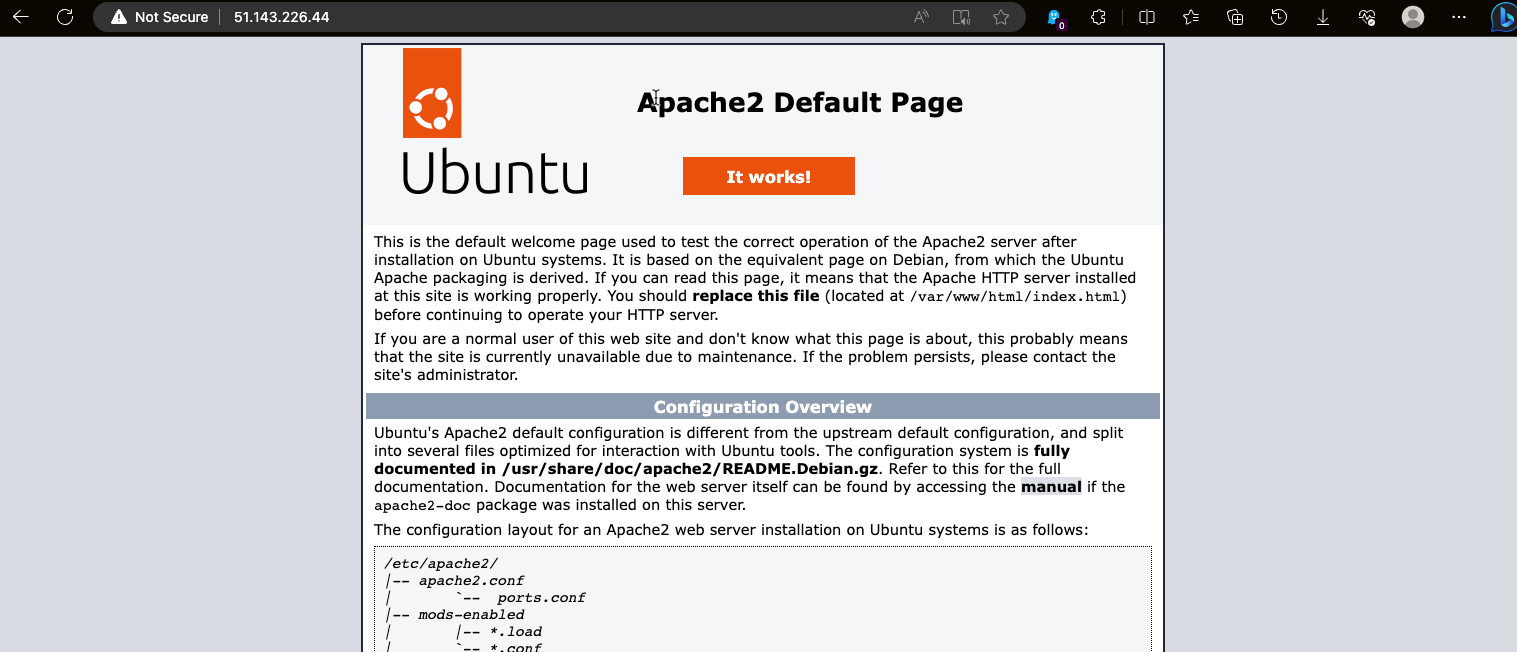 Not Secure 51.143.226.44
0
Apache2 Default Page
Ubuntu
It works!
This is the default welcome page used to test the correct operation of the Apache2 server after
installation on Ubuntu systems. It is based on the equivalent page on Debian, from which the Ubuntu
Apache packaging is derived. If you can read this page, it means that the Apache HTTP server installed
at this site is working properly. You should replace this file (located at /var/www/html/index.html)
before continuing to operate your HTTP server.
If you are a normal user of this web site and don't know what this page is about, this probably means
that the site is currently unavailable due to maintenance. If the problem persists, please contact the
site's administrator.
Configuration Overview
Ubuntu's Apache2 default configuration is different from the upstream default configuration, and split
into several files optimized for interaction with Ubuntu tools. The configuration system is fully
documented in /usr/share/doc/apache2/README.Debian.gz. Refer to this for the full
documentation. Documentation for the web server itself can be found by accessing the manual if the
apache2-doc package was installed on this server.
The configuration layout for an Apache2 web server installation on Ubuntu systems is as follows:
/etc/apache2/
|-- apache2.conf
|       `--  ports.conf
|-- mods-enabled
|       |-- *.load
|       `-- *.conf